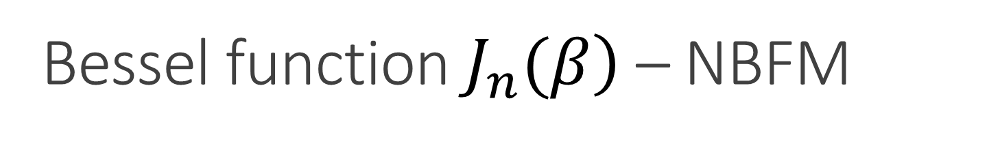 Bessel function 𝐽ₙ(𝛽) – NBFM